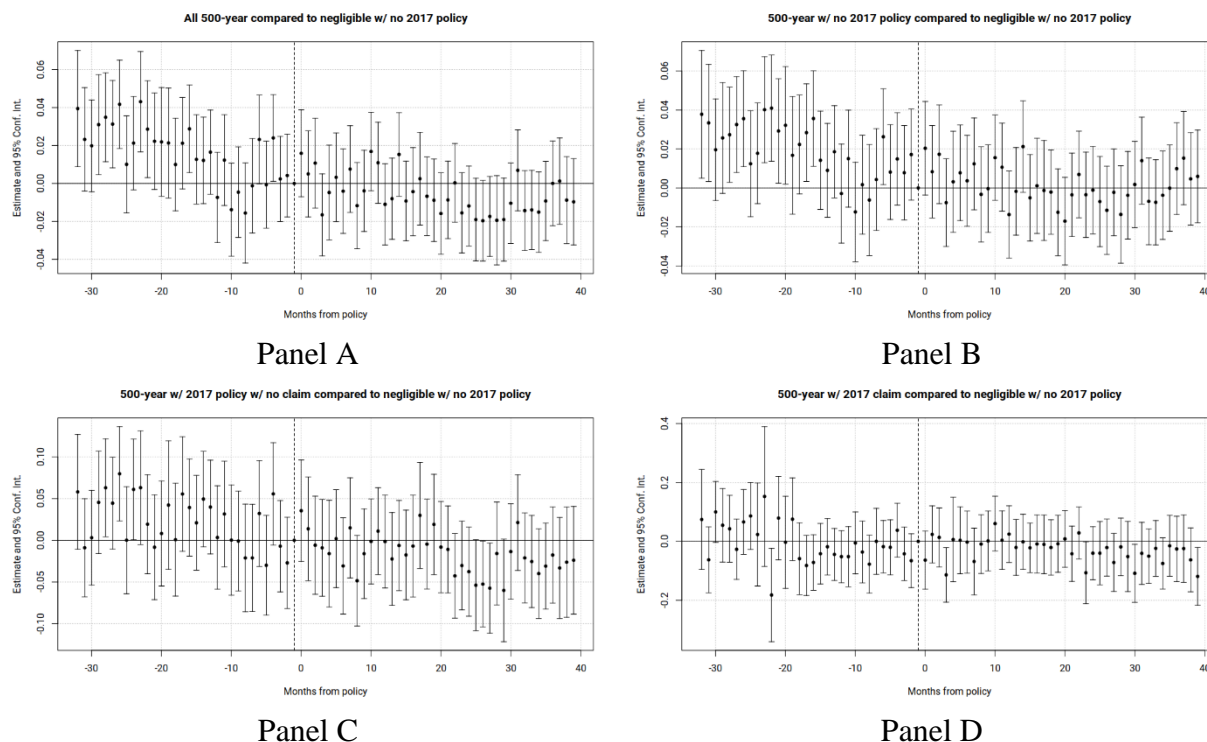 All 500-year compared to negligible w/ no 2017 policy
Estimate and 95% Conf. Int.
0.06
0.04
0.02
0.00
-0.02
-0.04
-30 -20 -10 0 10 20 30 40
Months from policy
Panel A
500-year w/ no 2017 policy compared to negligible w/ no 2017 policy
Estimate and 95% Conf. Int.
0.06
0.04
0.02
0.00
-0.02
-0.04
-30 -20 -10 0 10 20 30 40
Months from policy
Panel B
500-year w/ 2017 policy w/ no claim compared to negligible w/ no 2017 policy
Estimate and 95% Conf. Int.
0.10
0.05
0.00
-0.05
-0.10
-30 -20 -10 0 10 20 30 40
Months from policy
Panel C
500-year w/ 2017 claim compared to negligible w/ no 2017 policy
Estimate and 95% Conf. Int.
0.4
0.2
0.0
-0.2
-30 -20 -10 0 10 20 30 40
Months from policy
Panel D